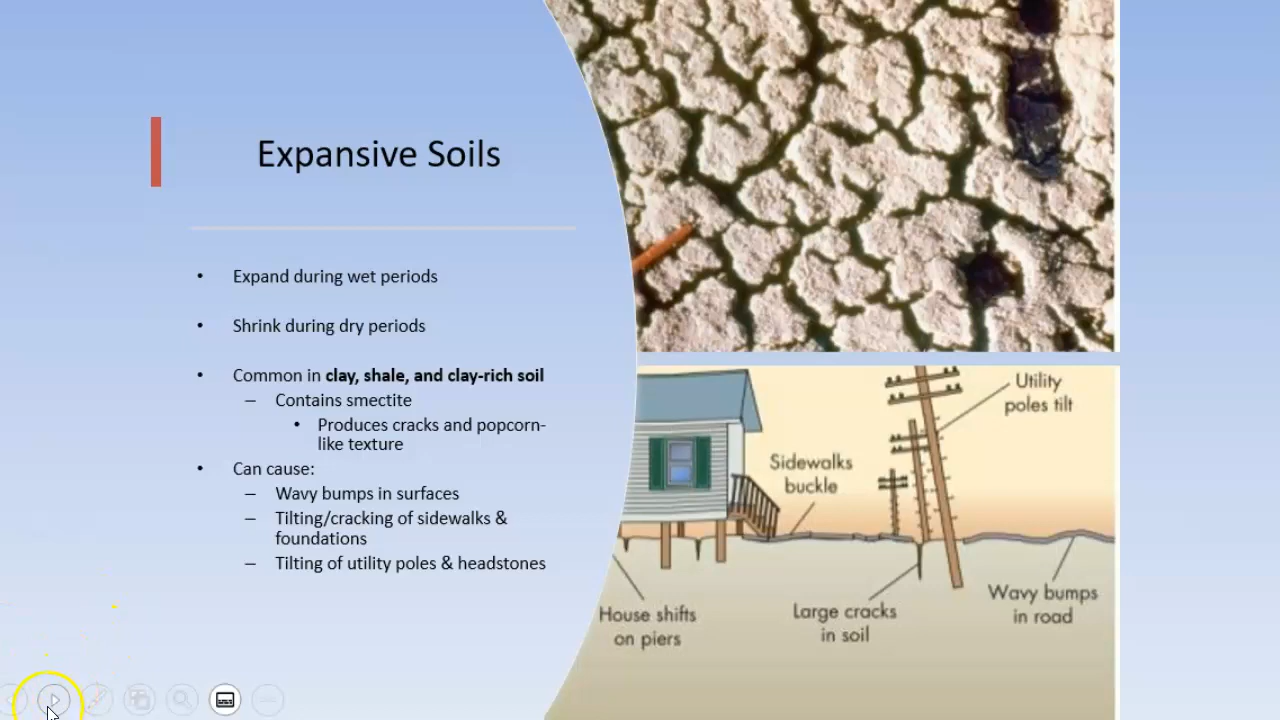 Expansive Soils
• Expand during wet periods
• Shrink during dry periods
• Common in clay, shale, and clay-rich soil
– Contains smectite
• Produces cracks and popcorn-
like texture
• Can cause:
– Wavy bumps in surfaces
– Tilting/cracking of sidewalks &
foundations
– Tilting of utility poles & headstones
Utility
poles tilt
Sidewalks
buckle
House shifts
on piers
Large cracks
in soil
Wavy bumps
in road